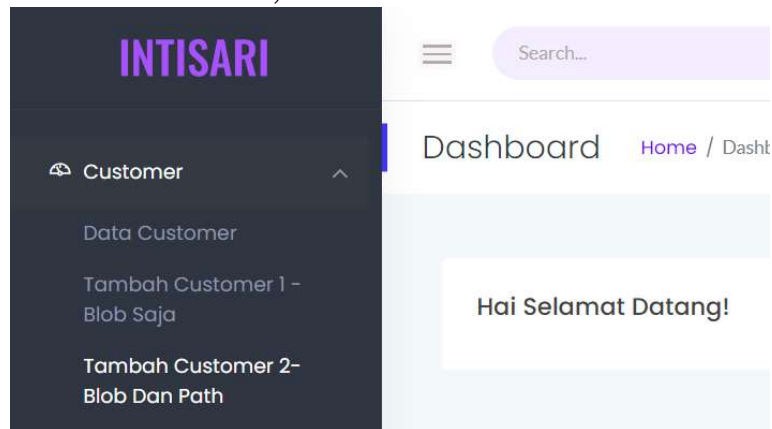 INTISARI
Search...
Dashboard
Home / Dashb
Customer
Data Customer
Tambah Customer 1 -
Blob Saja
Tambah Customer 2-
Blob Dan Path
Hai Selamat Datang!